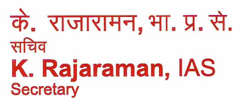 के. राजारामन, भा. प्र. से.
सचिव
K. Rajaraman, IAS
Secretary